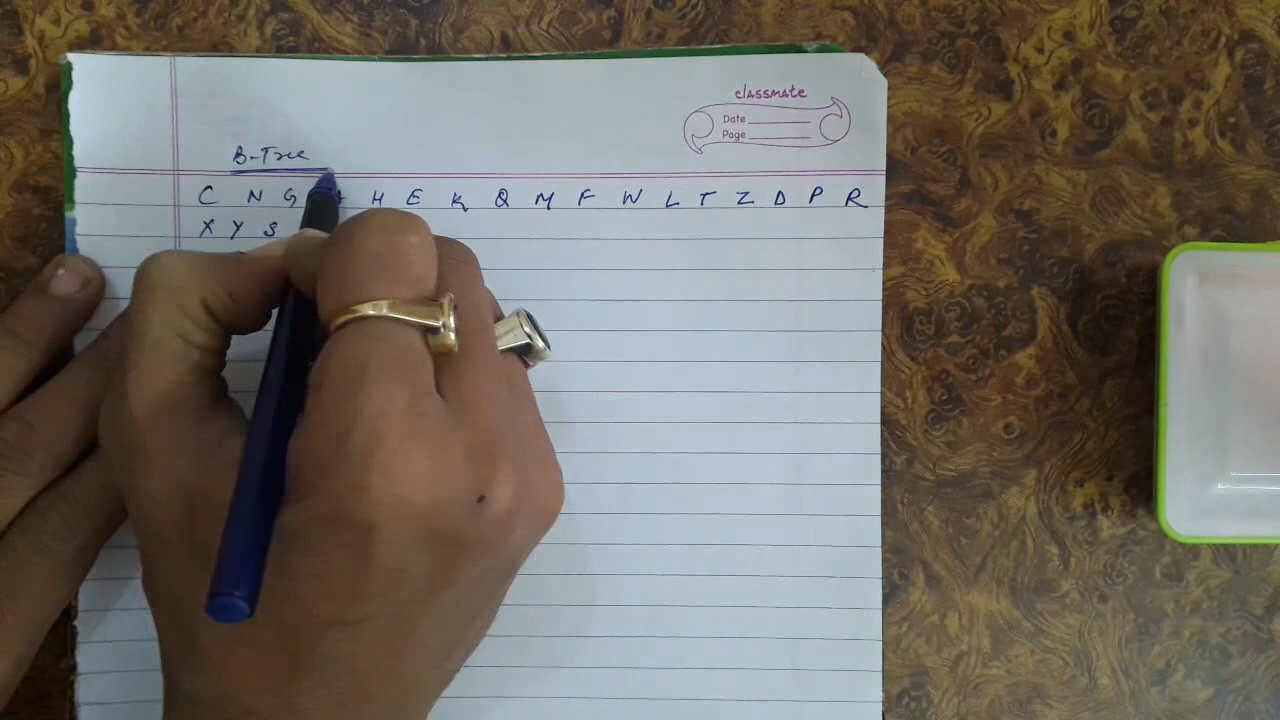 classmate
Date
Page
B-Tree
C N G H E K Q M F W L T Z D P R
X Y S